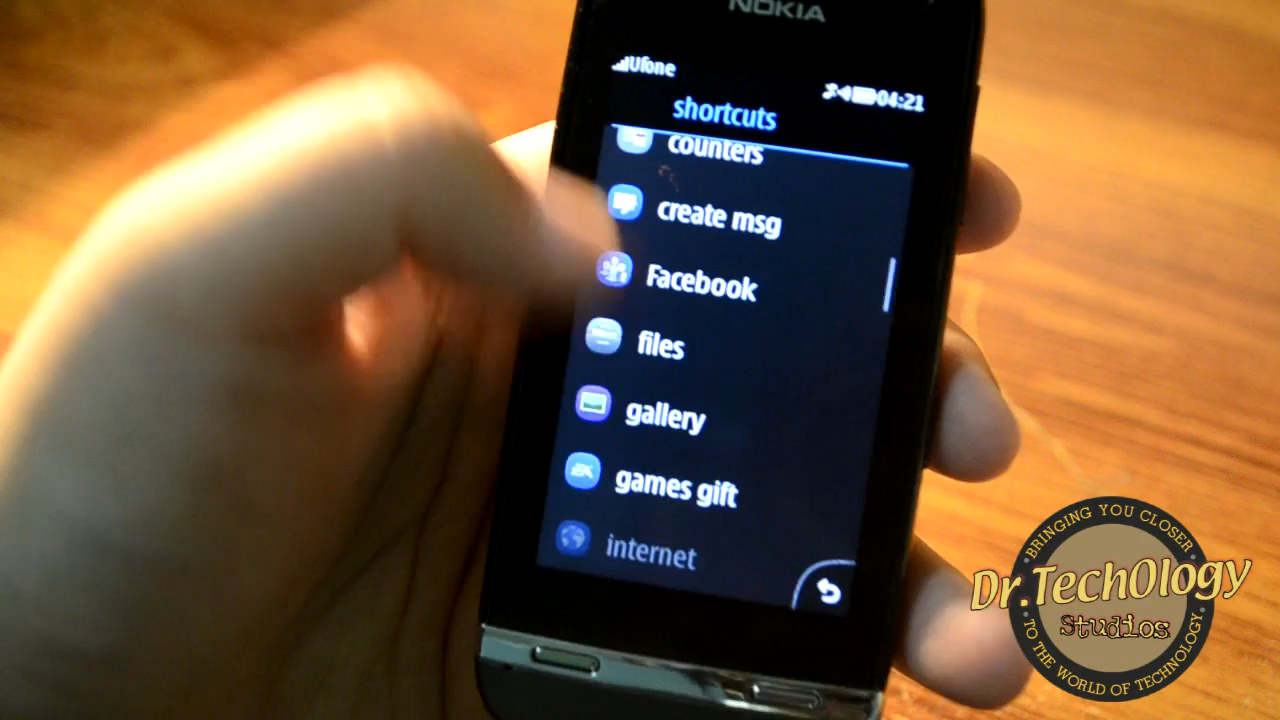 NOKIA
Ufone
04:21
shortcuts
counters
create msg
Facebook
files
gallery
games gift
internet
BRINGING YOU CLOSER
Dr.TechOlogy
Studios
TO THE WORLD OF TECHNOLOGY